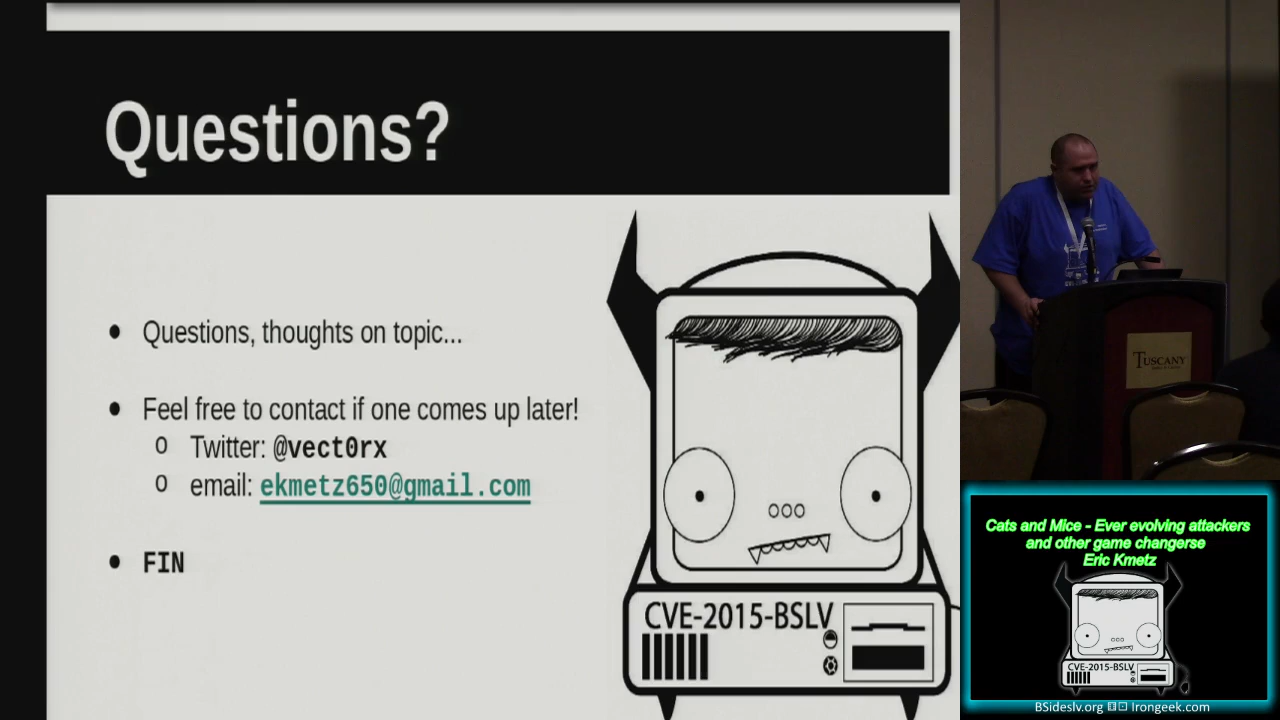 Questions?
Questions, thoughts on topic...
Feel free to contact if one comes up later!
Twitter: @vect0rx
email: ekmetz650@gmail.com
FIN
CVE-2015-BSLV
TUSCANY
Cats and Mice - Ever evolving attackers
and other game changerse
Eric Kmetz
CVE-2015-BSLV
BSideslv.org Irongeek.com